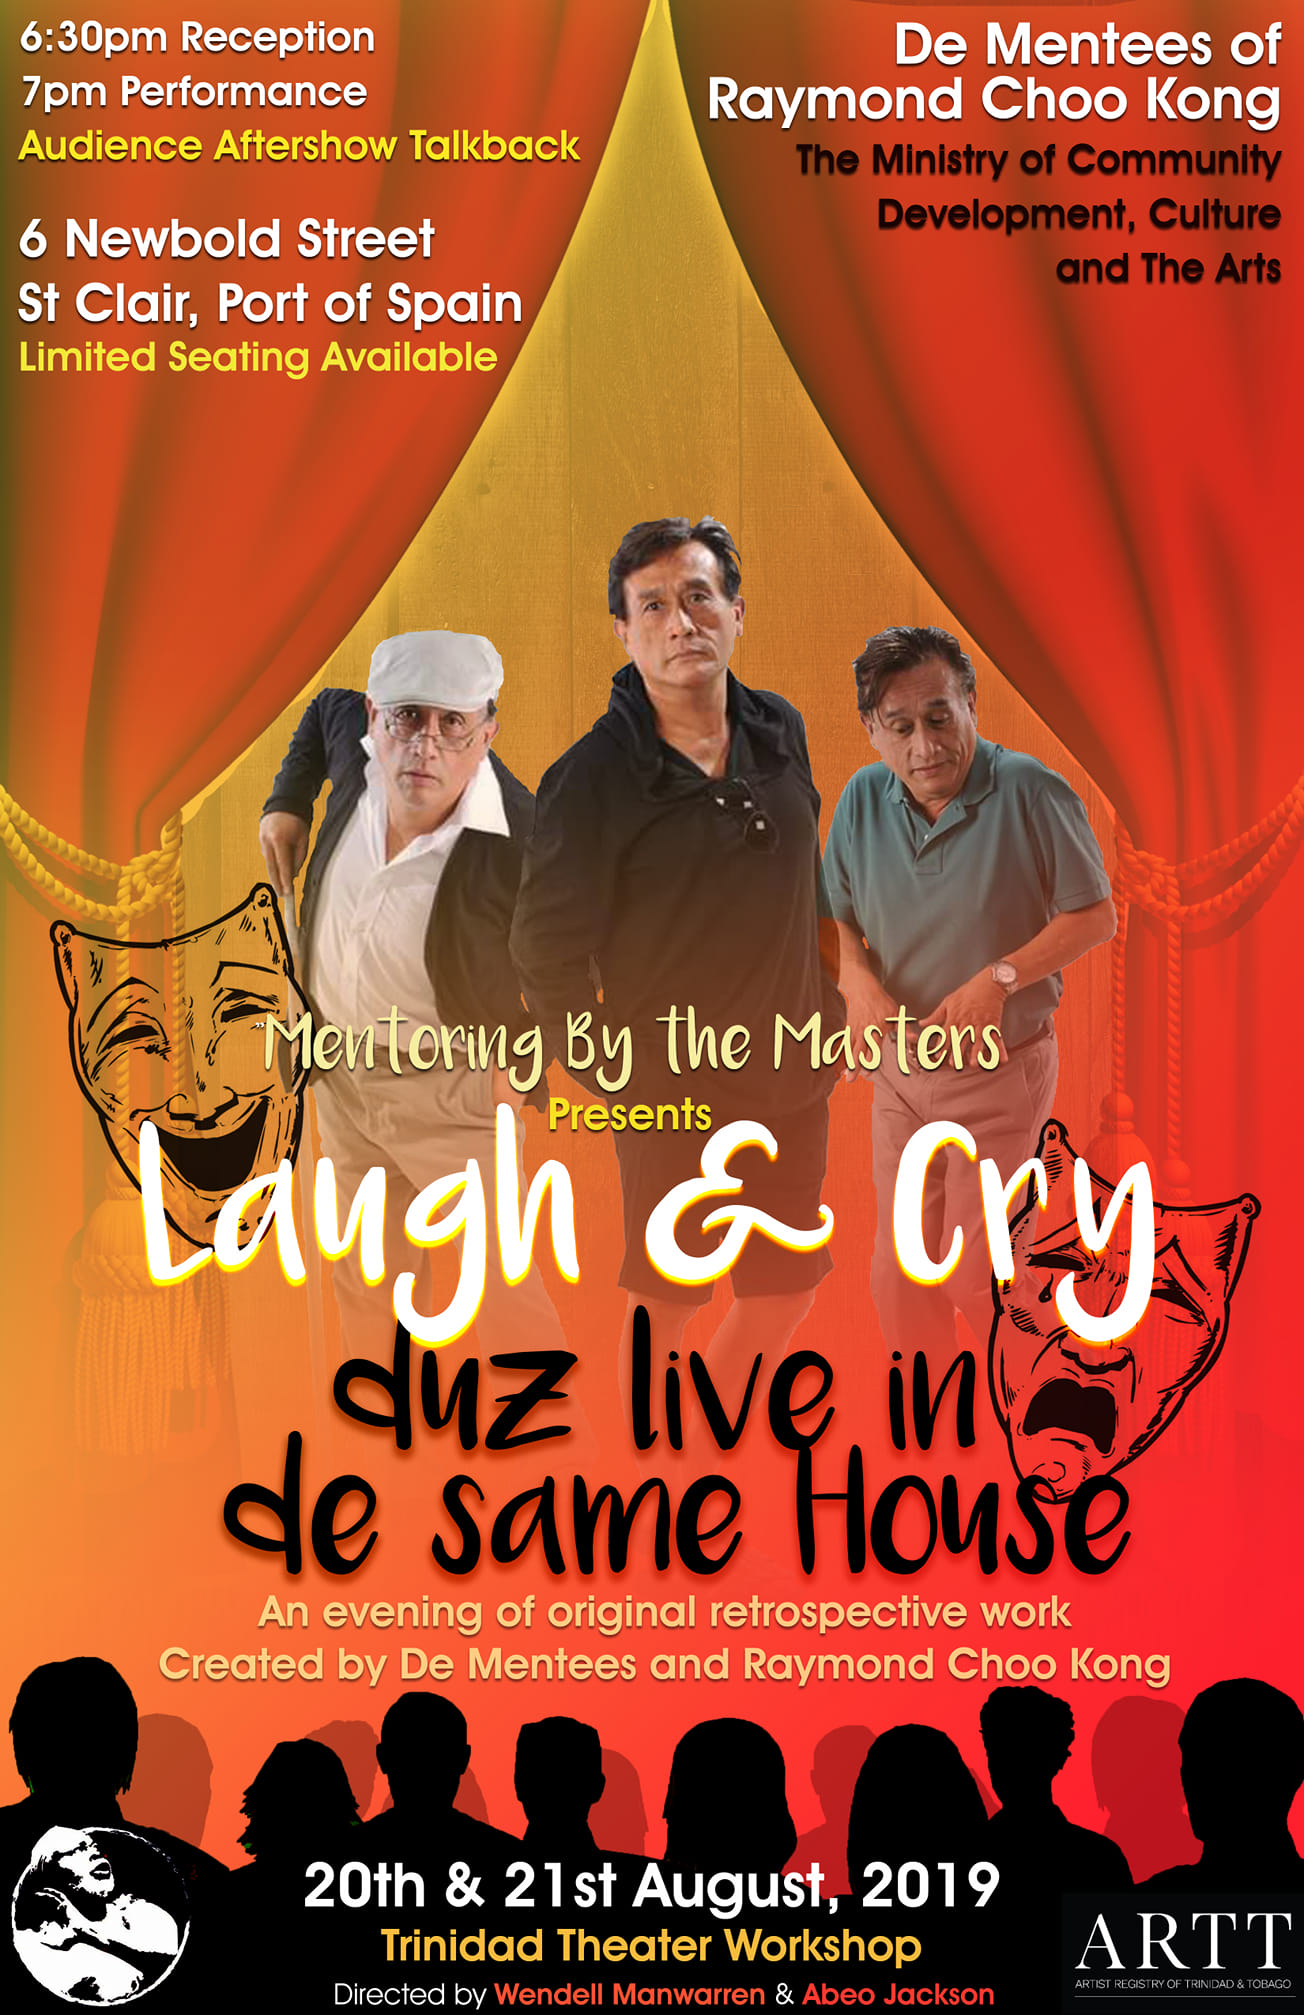 6:30pm Reception
7pm Performance
Audience Aftershow Talkback
6 Newbold Street
St Clair, Port of Spain
Limited Seating Available
De Mentees of
Raymond Choo Kong
The Ministry of Community
Development, Culture
and The Arts
"Mentoring By the Masters
Presents
Laugh & Cry
duz live in
de same House
An evening of original retrospective work
Created by De Mentees and Raymond Choo Kong
20th & 21st August, 2019
Trinidad Theater Workshop
Directed by Wendell Manwarren & Abeo Jackson
ARTT
ARTIST REGISTRY OF TRINIDAD & TOBAGO